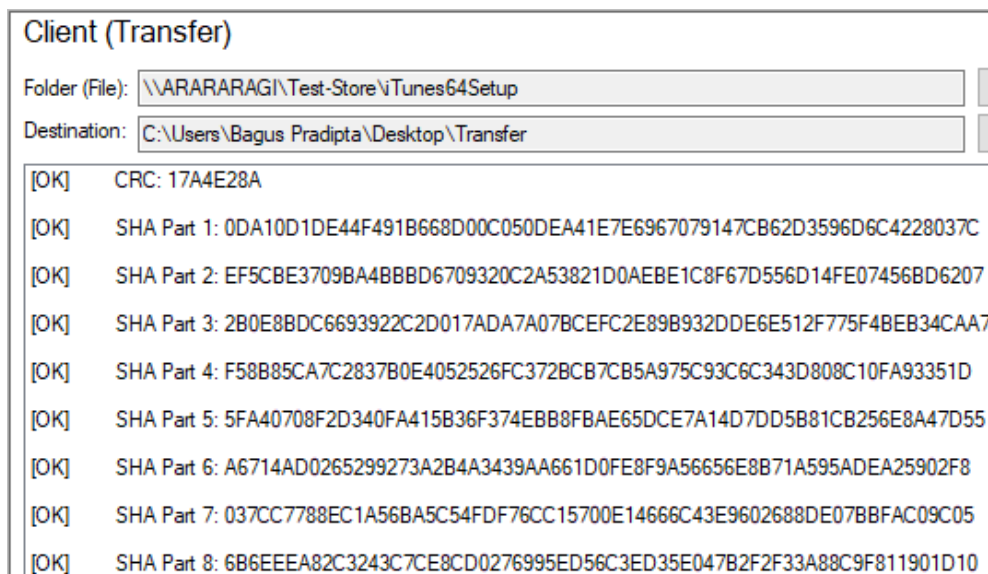 Client (Transfer)
Folder (File): \\ARARARAGI\Test-Store\iTunes64Setup
Destination: C:\Users\Bagus Pradipta\Desktop\Transfer
[OK] CRC: 17A4E28A
[OK] SHA Part 1: 0DA10D1DE44F491B668D00C050DEA41E7E6967079147CB62D3596D6C4228037C
[OK] SHA Part 2: EF5CBE3709BA4BBBD6709320C2A53821D0AEBE1C8F67D556D14FE07456BD6207
[OK] SHA Part 3: 2B0E8BDC6693922C2D017ADA7A07BCEFC2E89B932DDE6E512F775F4BEB34CAA7
[OK] SHA Part 4: F58B85CA7C2837B0E4052526FC372BCB7CB5A975C93C6C343D808C10FA93351D
[OK] SHA Part 5: 5FA40708F2D340FA415B36F374EBB8FBAE65DCE7A14D7DD5B81CB256E8A47D55
[OK] SHA Part 6: A6714AD0265299273A2B4A3439AA661D0FE8F9A56656E8B71A595ADEA25902F8
[OK] SHA Part 7: 037CC7788EC1A56BA5C54FDF76CC15700E14666C43E9602688DE07BBFAC09C05
[OK] SHA Part 8: 6B6EEEA82C3243C7CE8CD0276995ED56C3ED35E047B2F2F33A88C9F811901D10